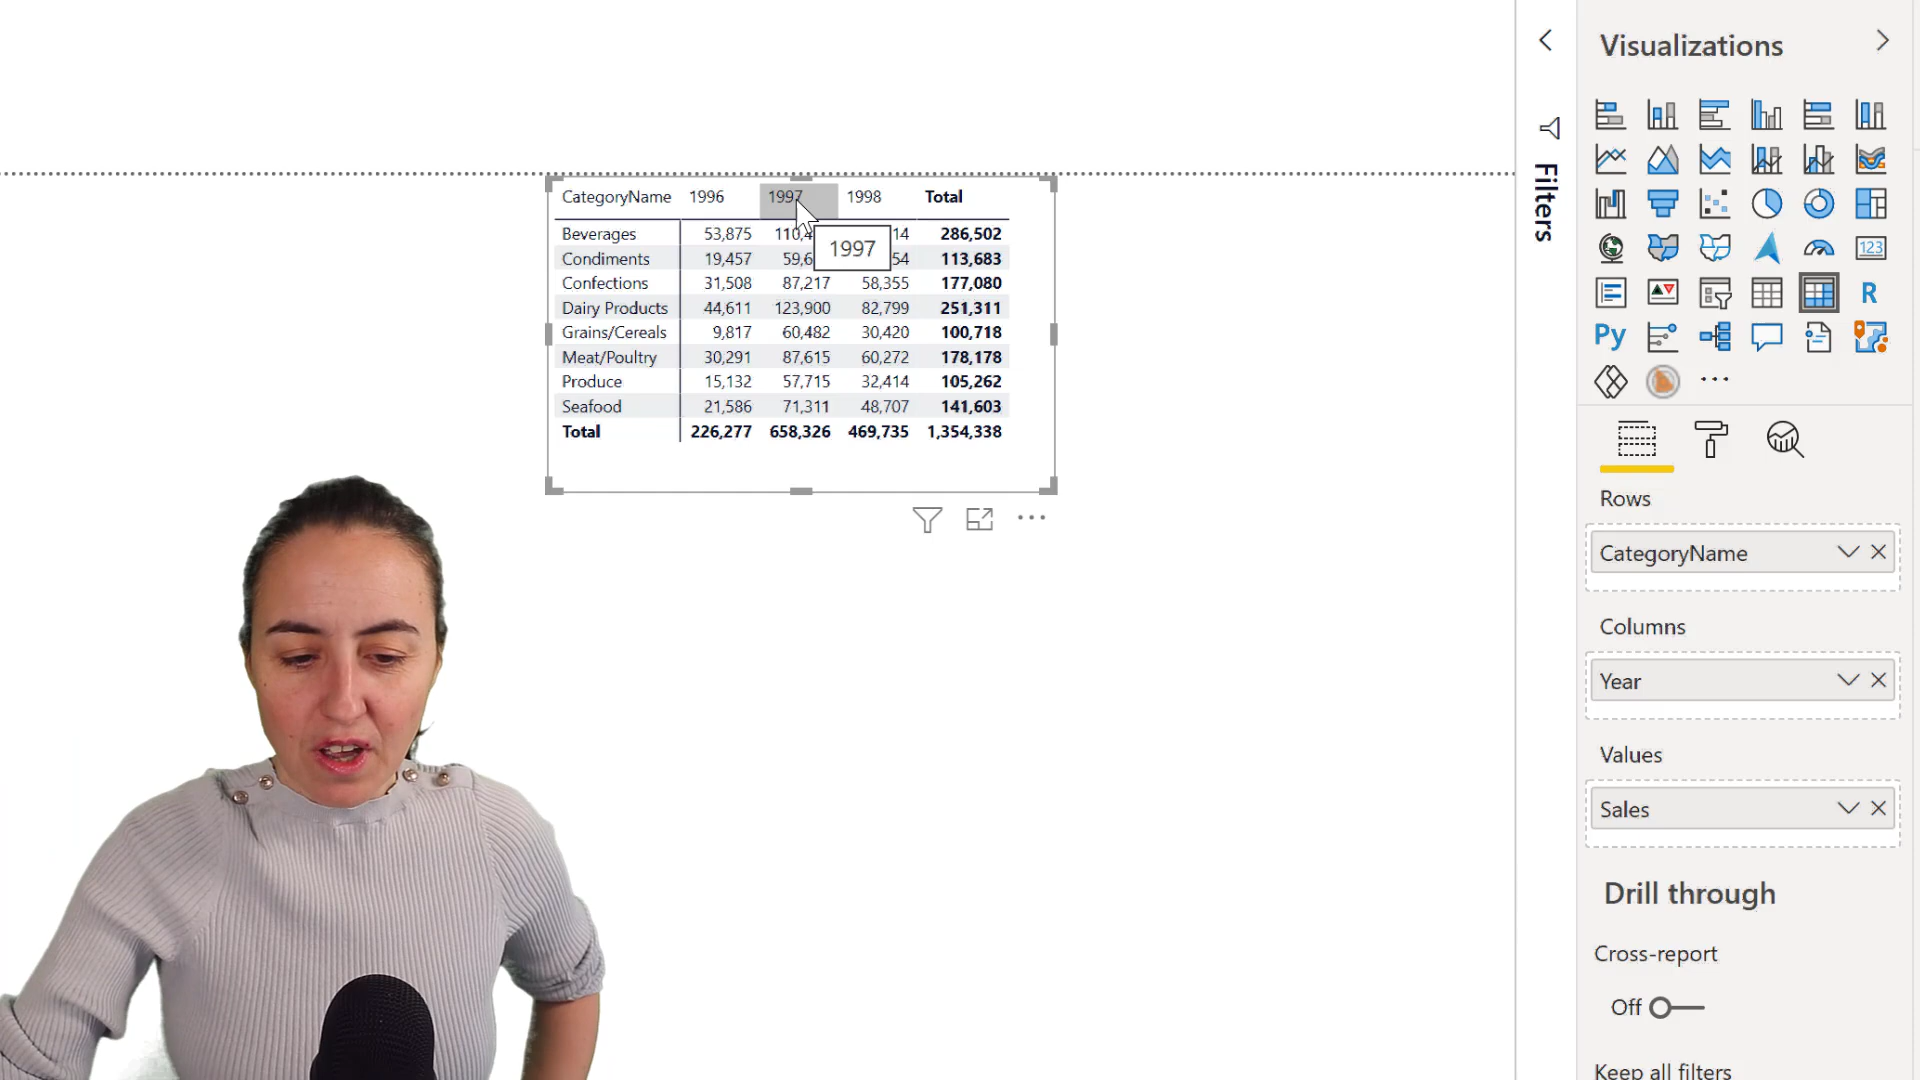 Visualizations
Filters
CategoryName 1996 1997 1998 Total
Beverages 53,875 286,502
1997
Condiments 19,457 113,683
Confections 31,508 87,217 58,355 177,080
Dairy Products 44,611 123,900 82,799 251,311
Grains/Cereals 9,817 60,482 30,420 100,718
Meat/Poultry 30,291 87,615 60,272 178,178
Produce 15,132 57,715 32,414 105,262
Seafood 21,586 71,311 48,707 141,603
Total 226,277 658,326 469,735 1,354,338
123
R
Py
Rows
CategoryName
Columns
Year
Values
Sales
Drill through
Cross-report
Off
Keep all filters